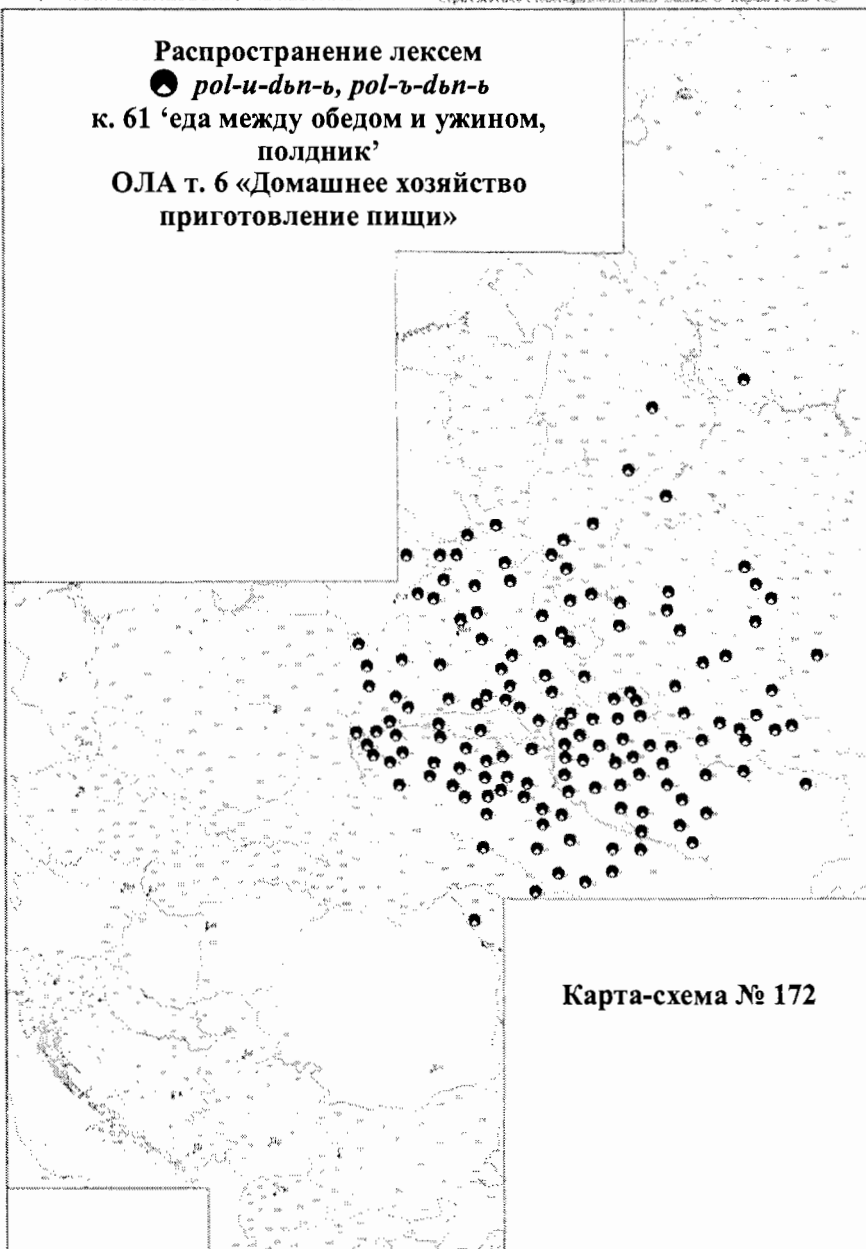 Распространение лексем
pol-u-dьn-ь, pol-ъ-dьn-ь
к. 61 ‘еда между обедом и ужином,
полдник’
ОЛА т. 6 «Домашнее хозяйство
приготовление пищи»
Карта-схема № 172